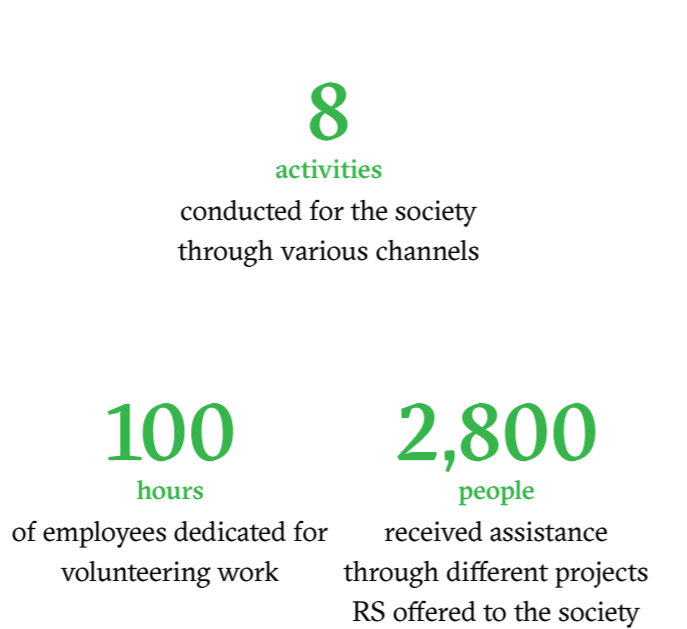 8
activities
conducted for the society
through various channels
100
hours
of employees dedicated for
volunteering work
2,800
people
received assistance
through different projects
RS offered to the society